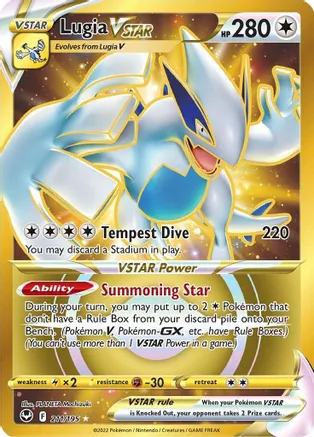 VSTAR Lugia VSTAR HP 280
Evolves from Lugia V
Tempest Dive 220
You may discard a Stadium in play.
VSTAR Power
Ability Summoning Star
During your turn, you may put up to 2 Pokémon that
don't have a Rule Box from your discard pile onto your
Bench. (Pokémon V, Pokémon-GX, etc. have Rule Boxes.)
(You can't use more than 1 VSTAR Power in a game.)
weakness ×2 resistance -30 retreat
Illus. PLANETA Mochizuki
F 211/195
VSTAR rule When your Pokémon VSTAR
is Knocked Out, your opponent takes 2 Prize cards.
©2022 Pokémon / Nintendo / Creatures / GAME FREAK